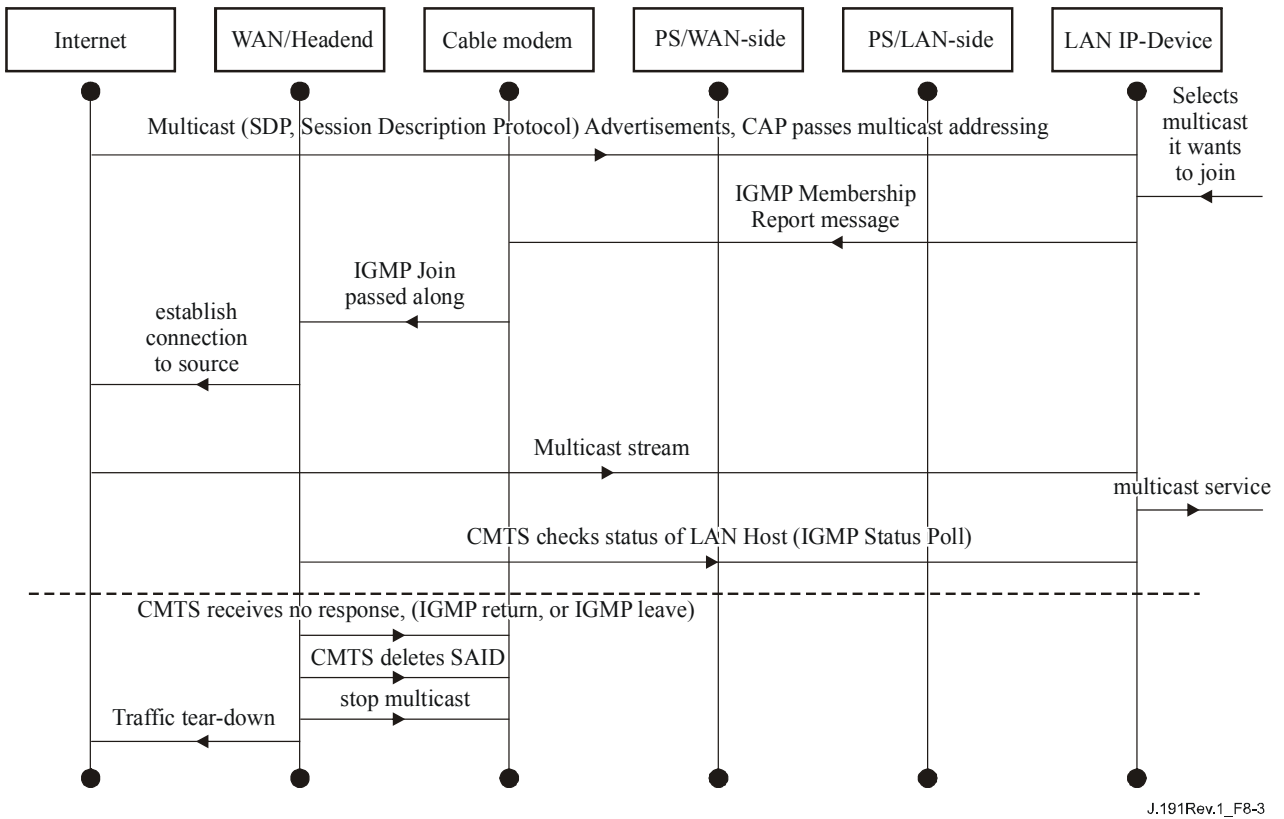 Internet
WAN/Headend
Cable modem
PS/WAN-side
PS/LAN-side
LAN IP-Device
Selects
multicast
it wants
to join
Multicast (SDP, Session Description Protocol) Advertisements, CAP passes multicast addressing
IGMP Membership
Report message
IGMP Join
passed along
establish
connection
to source
Multicast stream
multicast service
CMTS checks status of LAN Host (IGMP Status Poll)
CMTS receives no response, (IGMP return, or IGMP leave)
CMTS deletes SAID
stop multicast
Traffic tear-down
J.191Rev.1_F8-3